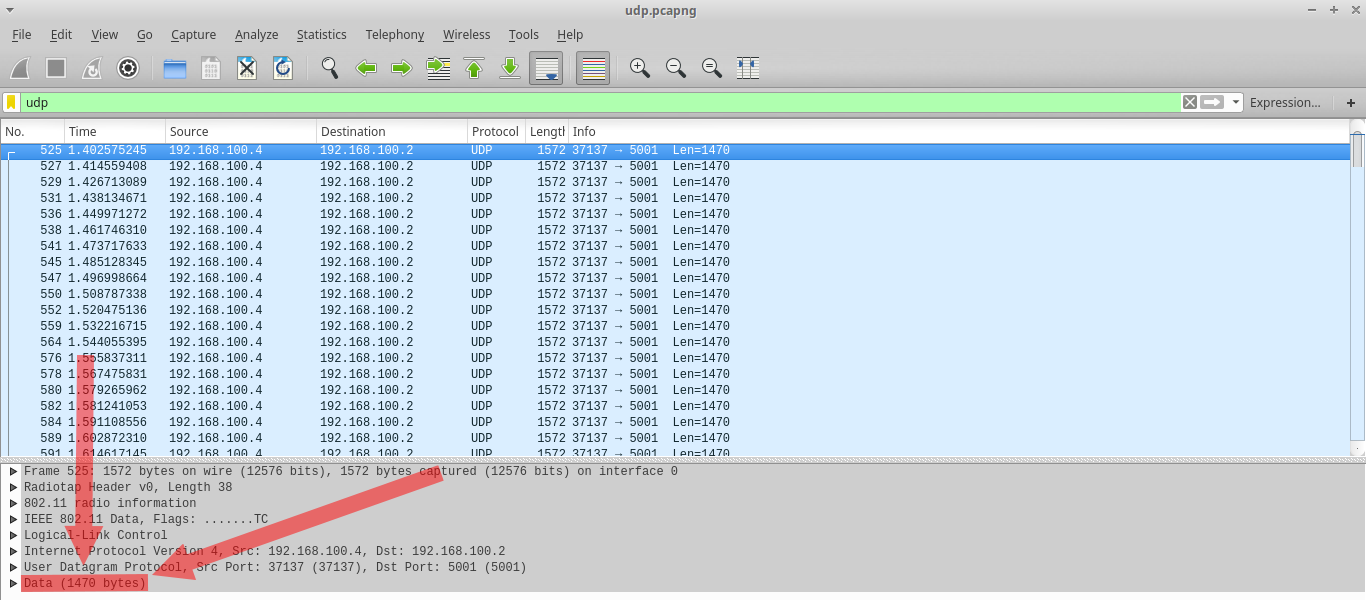 udp.pcapng
File Edit View Go Capture Analyze Statistics Telephony Wireless Tools Help
udp Expression... +
No. Time Source Destination Protocol Length Info
525 1.402575245 192.168.100.4 192.168.100.2 UDP 1572 37137 → 5001 Len=1470
527 1.414559408 192.168.100.4 192.168.100.2 UDP 1572 37137 → 5001 Len=1470
529 1.426713089 192.168.100.4 192.168.100.2 UDP 1572 37137 → 5001 Len=1470
531 1.438134671 192.168.100.4 192.168.100.2 UDP 1572 37137 → 5001 Len=1470
536 1.449971272 192.168.100.4 192.168.100.2 UDP 1572 37137 → 5001 Len=1470
538 1.461746310 192.168.100.4 192.168.100.2 UDP 1572 37137 → 5001 Len=1470
541 1.473717633 192.168.100.4 192.168.100.2 UDP 1572 37137 → 5001 Len=1470
545 1.485128345 192.168.100.4 192.168.100.2 UDP 1572 37137 → 5001 Len=1470
547 1.496998664 192.168.100.4 192.168.100.2 UDP 1572 37137 → 5001 Len=1470
550 1.508787338 192.168.100.4 192.168.100.2 UDP 1572 37137 → 5001 Len=1470
552 1.520475136 192.168.100.4 192.168.100.2 UDP 1572 37137 → 5001 Len=1470
559 1.532216715 192.168.100.4 192.168.100.2 UDP 1572 37137 → 5001 Len=1470
564 1.544055395 192.168.100.4 192.168.100.2 UDP 1572 37137 → 5001 Len=1470
576 1.555837311 192.168.100.4 192.168.100.2 UDP 1572 37137 → 5001 Len=1470
578 1.567475831 192.168.100.4 192.168.100.2 UDP 1572 37137 → 5001 Len=1470
580 1.579265962 192.168.100.4 192.168.100.2 UDP 1572 37137 → 5001 Len=1470
582 1.581241053 192.168.100.4 192.168.100.2 UDP 1572 37137 → 5001 Len=1470
584 1.591108556 192.168.100.4 192.168.100.2 UDP 1572 37137 → 5001 Len=1470
589 1.602872310 192.168.100.4 192.168.100.2 UDP 1572 37137 → 5001 Len=1470
591 1.614617145 192.168.100.4 192.168.100.2 UDP 1572 37137 → 5001 Len=1470
Frame 525: 1572 bytes on wire (12576 bits), 1572 bytes captured (12576 bits) on interface 0
Radiotap Header v0, Length 38
802.11 radio information
IEEE 802.11 Data, Flags: .......TC
Logical-Link Control
Internet Protocol Version 4, Src: 192.168.100.4, Dst: 192.168.100.2
User Datagram Protocol, Src Port: 37137 (37137), Dst Port: 5001 (5001)
Data (1470 bytes)